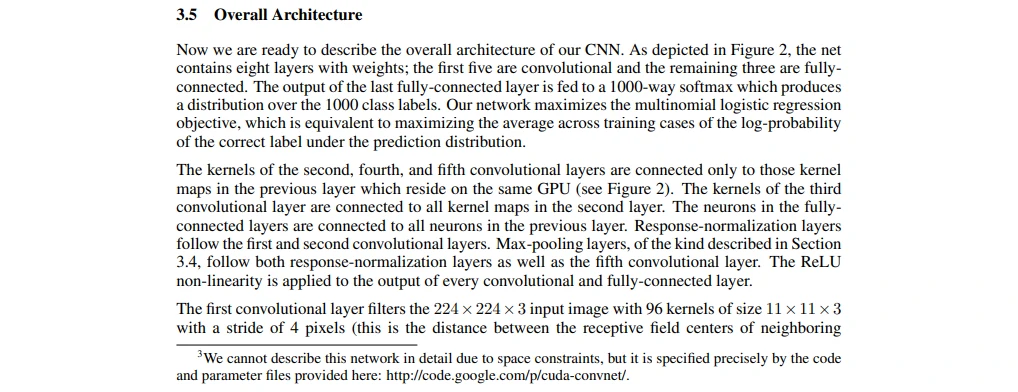 3.5 Overall Architecture
Now we are ready to describe the overall architecture of our CNN. As depicted in Figure 2, the net
contains eight layers with weights; the first five are convolutional and the remaining three are fully-
connected. The output of the last fully-connected layer is fed to a 1000-way softmax which produces
a distribution over the 1000 class labels. Our network maximizes the multinomial logistic regression
objective, which is equivalent to maximizing the average across training cases of the log-probability
of the correct label under the prediction distribution.
The kernels of the second, fourth, and fifth convolutional layers are connected only to those kernel
maps in the previous layer which reside on the same GPU (see Figure 2). The kernels of the third
convolutional layer are connected to all kernel maps in the second layer. The neurons in the fully-
connected layers are connected to all neurons in the previous layer. Response-normalization layers
follow the first and second convolutional layers. Max-pooling layers, of the kind described in Section
3.4, follow both response-normalization layers as well as the fifth convolutional layer. The ReLU
non-linearity is applied to the output of every convolutional and fully-connected layer.
The first convolutional layer filters the 224 × 224 × 3 input image with 96 kernels of size 11 × 11 × 3
with a stride of 4 pixels (this is the distance between the receptive field centers of neighboring
³We cannot describe this network in detail due to space constraints, but it is specified precisely by the code
and parameter files provided here: http://code.google.com/p/cuda-convnet/.